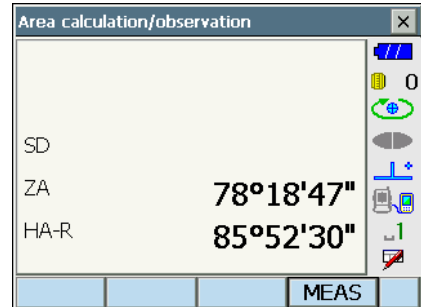 Area calculation/observation
0
SD
ZA 78°18'47"
HA-R 85°52'30"
1
MEAS